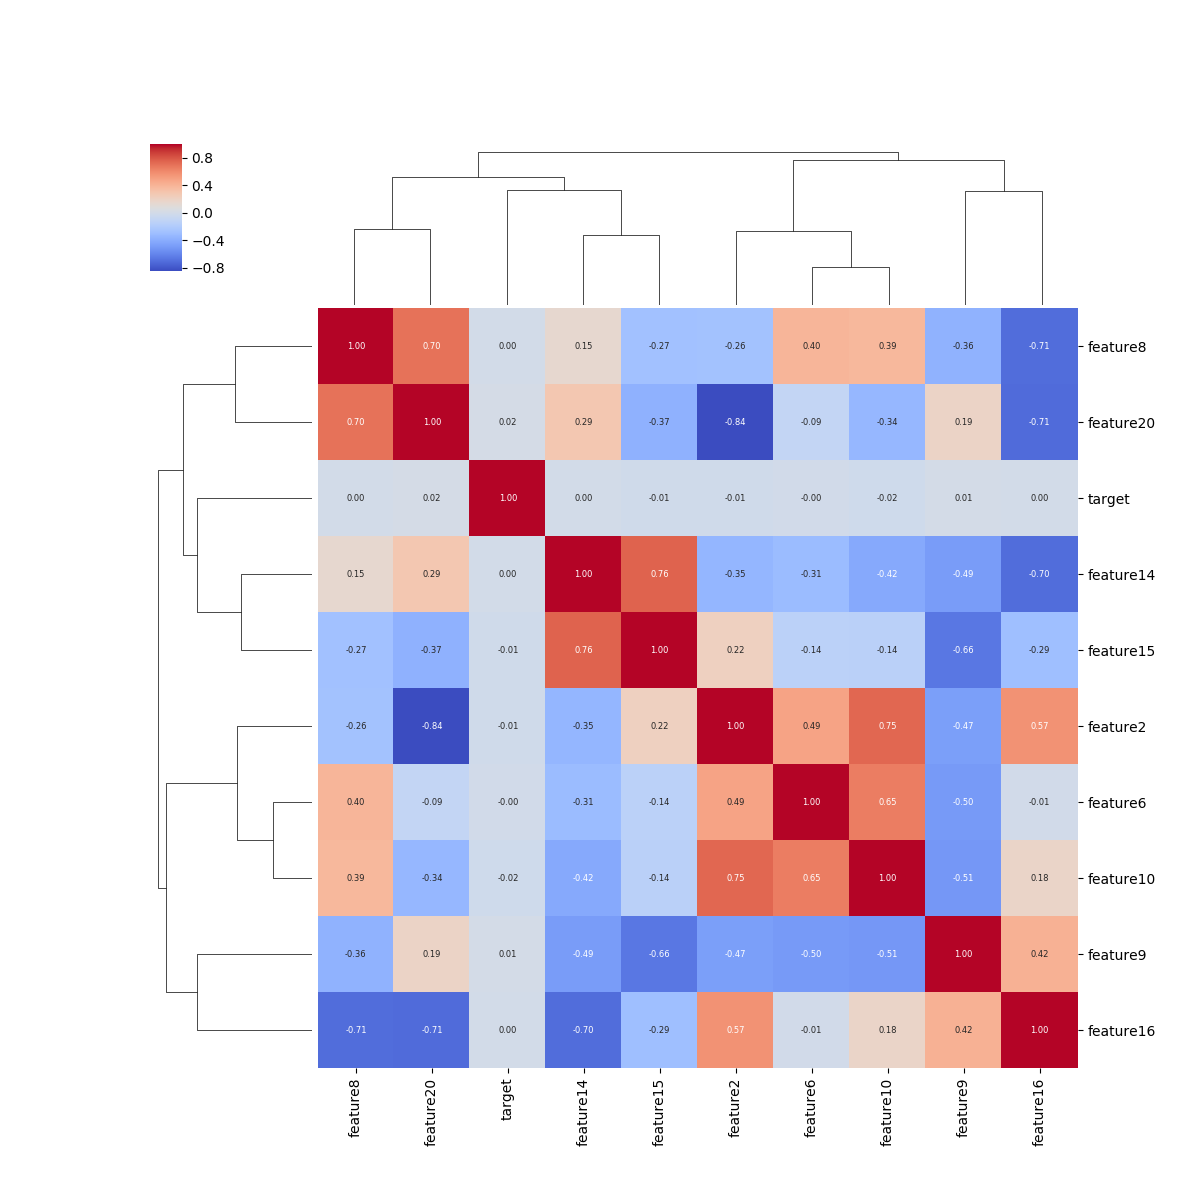 0.8
0.4
0.0
−0.4
−0.8
1.00 0.70 0.00 0.15 -0.27 -0.26 0.40 0.39 -0.36 -0.71 feature8
0.70 1.00 0.02 0.29 -0.37 -0.84 -0.09 -0.34 0.19 -0.71 feature20
0.00 0.02 1.00 0.00 -0.01 -0.01 -0.00 -0.02 0.01 0.00 target
0.15 0.29 0.00 1.00 0.76 -0.35 -0.31 -0.42 -0.49 -0.70 feature14
-0.27 -0.37 -0.01 0.76 1.00 0.22 -0.14 -0.14 -0.66 -0.29 feature15
-0.26 -0.84 -0.01 -0.35 0.22 1.00 0.49 0.75 -0.47 0.57 feature2
0.40 -0.09 -0.00 -0.31 -0.14 0.49 1.00 0.65 -0.50 -0.01 feature6
0.39 -0.34 -0.02 -0.42 -0.14 0.75 0.65 1.00 -0.51 0.18 feature10
-0.36 0.19 0.01 -0.49 -0.66 -0.47 -0.50 -0.51 1.00 0.42 feature9
-0.71 -0.71 0.00 -0.70 -0.29 0.57 -0.01 0.18 0.42 1.00 feature16
feature8 feature20 target feature14 feature15 feature2 feature6 feature10 feature9 feature16